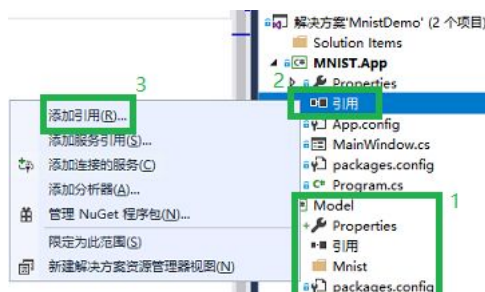 解决方案'MnistDemo' (2 个项目)
Solution Items
MNIST.App
3
2
Properties
引用
添加引用(R)...
添加服务引用(S)...
添加连接的服务(C)
添加分析器(A)...
管理 NuGet 程序包(N)...
限定为此范围(S)
新建解决方案资源管理器视图(N)
App.config
MainWindow.cs
packages.config
C# Program.cs
1
Model
Properties
引用
Mnist
packages.config